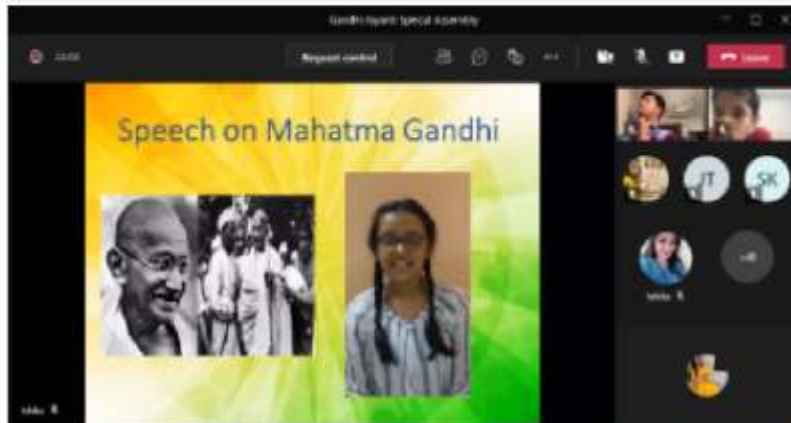 Gandhi Jayanti Special Assembly
Request control
Leave
Speech on Mahatma Gandhi
JT
SK